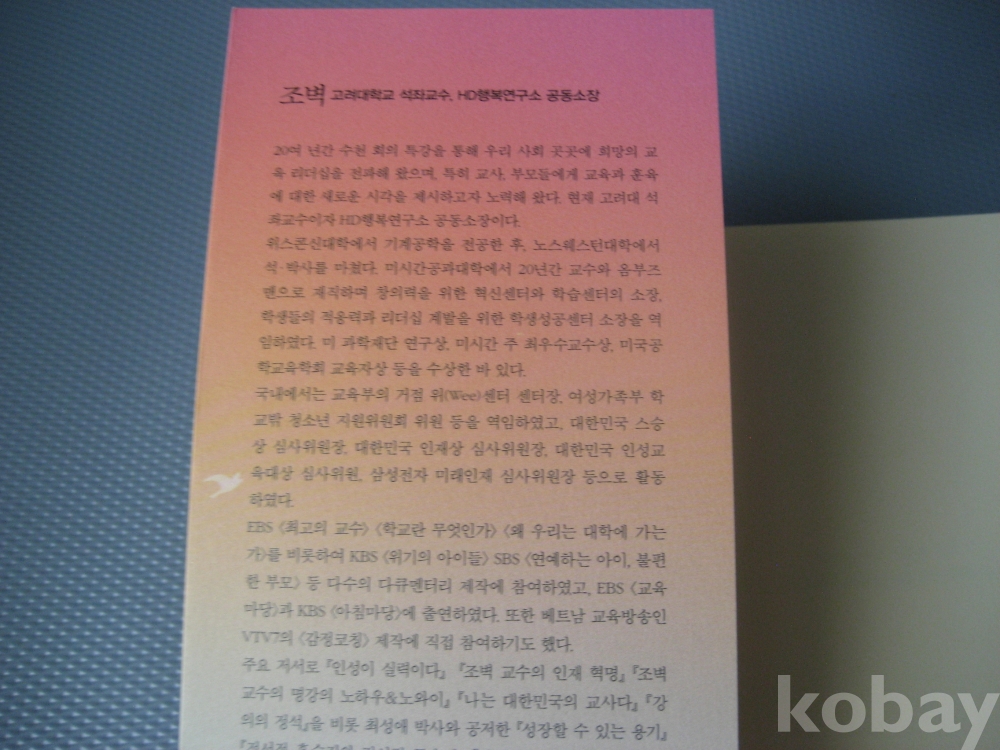 조벽 고려대학교 석좌교수, HD행복연구소 공동소장
20여 년간 수천 회의 특강을 통해 우리 사회 곳곳에 희망의 교
육 리더십을 전파해 왔으며, 특히 교사, 부모들에게 교육과 훈육
에 대한 새로운 시각을 제시하고자 노력해 왔다. 현재 고려대 석
좌교수이자 HD행복연구소 공동소장이다.
위스콘신대학에서 기계공학을 전공한 후, 노스웨스턴대학에서
석·박사를 마쳤다. 미시간공과대학에서 20년간 교수와 옴부즈
맨으로 재직하며 창의력을 위한 혁신센터와 학습센터의 소장,
학생들의 적응력과 리더십 계발을 위한 학생성공센터 소장을 역
임하였다. 미 과학재단 연구상, 미시간 주 최우수교수상, 미국공
학교육학회 교육자상 등을 수상한 바 있다.
국내에서는 교육부의 거점 위(Wee)센터 센터장, 여성가족부 학
교밖 청소년 지원위원회 위원 등을 역임하였고, 대한민국 스승
상 심사위원장, 대한민국 인재상 심사위원장, 대한민국 인성교
육대상 심사위원, 삼성전자 미래인재 심사위원장 등으로 활동
하였다.
EBS 〈최고의 교수〉 〈학교란 무엇인가〉 〈왜 우리는 대학에 가는
가〉를 비롯하여 KBS 〈위기의 아이들〉 SBS 〈연예하는 아이, 불편
한 부모〉 등 다수의 다큐멘터리 제작에 참여하였고, EBS 〈교육
마당〉과 KBS 〈아침마당〉에 출연하였다. 또한 베트남 교육방송인
VTV7의 〈감정코칭〉 제작에 직접 참여하기도 했다.
주요 저서로 『인성이 실력이다』 『조벽 교수의 인재 혁명』 『조벽
교수의 명강의 노하우&노와이』 『나는 대한민국의 교사다』 『강
의의 정석』을 비롯 최성애 박사와 공저한 『성장할 수 있는 용기』
kobay